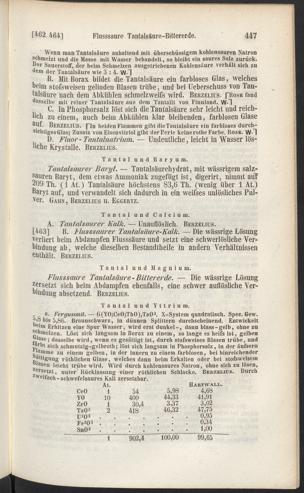 [462. 464] Flusssaure Tantalsäure-Bittererde. 447
Wenn man Tantalsäure anhaltend mit überschüssigem kohlensauren Natron
schmelzt und die Masse mit Wasser behandelt, so bleibt ein saures Salz zurück.
Der Sauerstoff, der beim Schmelzen ausgetriebenen Kohlensäure verhält sich zu
dem der Tantalsäure wie 3 : 4. W.]
B. Mit Borax bildet die Tantalsäure ein farbloses Glas, welches
beim stofsweisen gelinden Blasen trübe, und bei Ueberschuss von Tan-
talsäure nach dem Abkühlen schmelzweifs wird. BERZELIUS. [ROSE fand
dasselbe mit reiner Tantalsäure aus dem Tantalit von Finnland. W.]
C. In Phosphorsalz löst sich die Tantalsäure sehr leicht und reich-
lich zu einem, auch beim Abkühlen klar bleibenden, farblosen Glase
auf. BERZELIUS. [In beiden Flammen gibt die Tantalsäure ein farbloses durch-
sichtiges Glas; Zusatz von Eisenvitriol gibt der Perle keine rothe Farbe. ROSE. W.]
D. Fluor-Tantalnatrium. — Undeutliche, leicht in Wasser lös-
liche Krystalle. BERZELIUS.
Tantal und Baryum.
Tantalsaurer Baryt. — Tantalsäurehydrat, mit wässrigem salz-
sauren Baryt, dem etwas Ammoniak zugefügt ist, digerirt, nimmt auf
209 Th. (1 At.) Tantalsäure höchstens 83,6 Th. (wenig über 1 At.)
Baryt auf, und verwandelt sich dadurch in ein weifses unlösliches Pul-
ver. GAHN, BERZELIUS u. EGGERTZ.
Tantal und Calcium.
A. Tantalsaurer Kalk. — Unauflöslich. BERZELIUS.
[463] B. Flusssaurer Tantalsäure-Kalk. — Die wässrige Lösung
verliert beim Abdampfen Flusssäure und setzt eine schwerlösliche Ver-
bindung ab, welche dieselben Bestandtheile in andern Verhältnissen
enthält. BERZELIUS.
Tantal und Magnium.
Flusssaure Tantalsäure-Bittererde. — Die wässrige Lösung
zersetzt sich beim Abdampfen ebenfalls, eine schwer auflösliche Ver-
bindung absetzend. BERZELIUS.
Tantal und Yttrium.
a. Fergusonit. — 6(YO;CeO;TaO),TaO³. X-System quadratisch. Spec. Gew.
5,8 bis 5,86. Braunschwarz, in dünnen Splittern durchscheinend. Entwickelt
beim Erhitzen eine Spur Wasser, wird erst dunkel-, dann blass-gelb, ohne zu
schmelzen. Löst sich langsam in Borax zu einem, so lange es heifs ist, gelben
Glase; dasselbe wird, wenn es gesättigt ist, durch stofsweises Blasen trübe, und
färbt sich schmutzig-gelbroth; löst sich langsam in Phosphorsalz, in der äufsern
Flamme zu einem gelben, in der innern zu einem farblosen, bei hinreichender
Sättigung röthlichen Glase, welches dann beim Erkalten oder bei stofsweisem
Blasen leicht trübe wird. Wird durch kohlensaures Natron, ohne sich zu lösen,
zersetzt, unter Rücklassung einer röthlichen Schlacke. BERZELIUS. Durch
zweifach-schwefelsaures Kali zersetzbar.
At. HARTWALL.
CeO 1 54 5,98 4,68
YO 10 400 44,33 41,91
ZrO 1 30,4 3,37 3,02
TaO³ 2 418 46,32 47,75
U²O³ . . . 0,95
Fe²O³ . . . 0,34
SnO² . . . 1,00
1 902,4 100,00 99,65